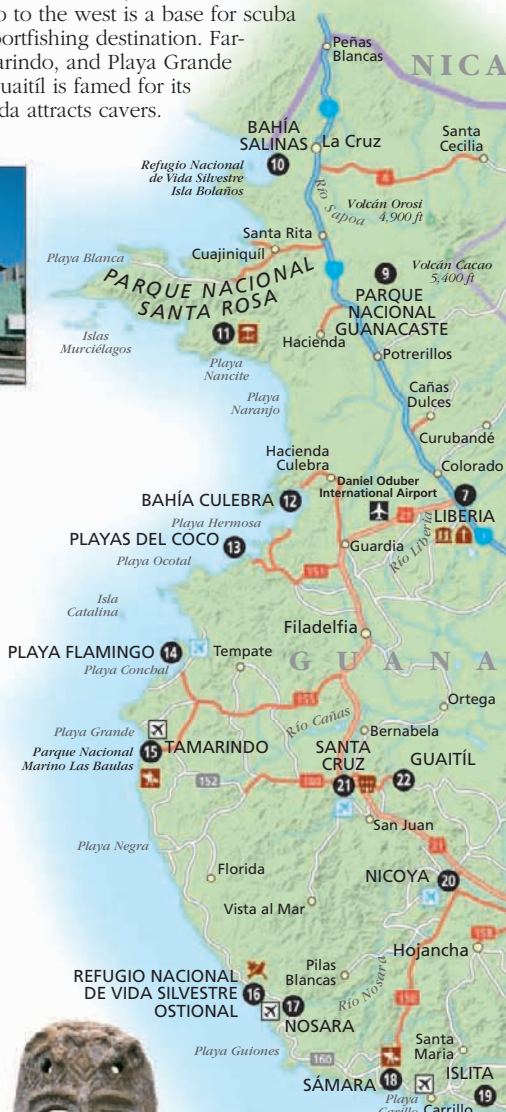 o to the west is a base for scuba
portfishing destination. Far-
arindo, and Playa Grande
uaitíl is famed for its
da attracts cavers.
Peñas
Blancas
NICA
BAHÍA
SALINAS
La Cruz
Santa
Cecilia
10
Refugio Nacional
de Vida Silvestre
Isla Bolaños
4
Río Sapoa
Volcán Orosi
4,900 ft
Santa Rita
Cuajiniquíl
Playa Blanca
PARQUE NACIONAL
SANTA ROSA
9
Volcán Cacao
5,400 ft
PARQUE
NACIONAL
GUANACASTE
1
Islas
Murciélagos
11
Hacienda
Potrerillos
Playa
Nancite
Playa
Naranjo
Cañas
Dulces
Curubandé
Hacienda
Culebra
Colorado
Daniel Oduber
International Airport
7
BAHÍA CULEBRA
12
21
LIBERIA
1
Playa Hermosa
PLAYAS DEL COCO
13
Guardia
Río Liberia
Playa Ocotal
151
Isla
Catalina
Filadelfia
PLAYA FLAMINGO
14
Tempate
GUANA
Playa Conchal
155
Ortega
Playa Grande
Río Cañas
Bernabela
Parque Nacional
Marino Las Baulas
15
TAMARINDO
SANTA
CRUZ
GUAITÍL
152
160
21
22
San Juan
Playa Negra
21
Florida
NICOYA
20
Vista al Mar
158
Hojancha
Pilas
Blancas
REFUGIO NACIONAL
DE VIDA SILVESTRE
OSTIONAL
16
17
NOSARA
Río Nosara
150
Playa Guiones
160
Santa
Maria
SÁMARA
18
ISLITA
19
Playa
Carillo
Carrillo